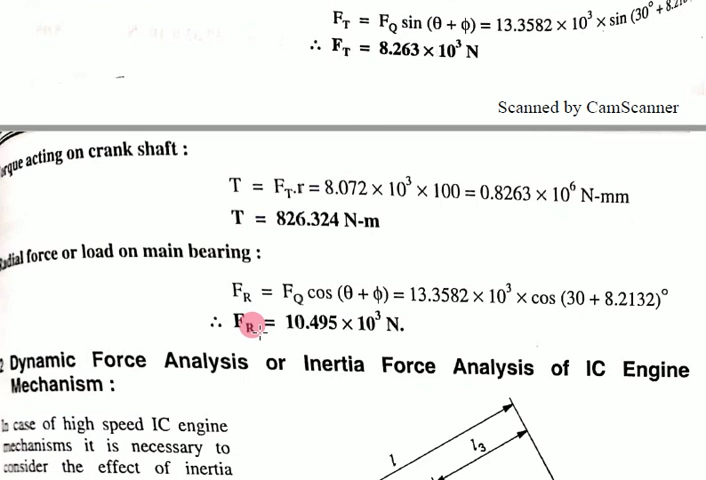 F_T = F_Q sin (θ + φ) = 13.3582 × 10³ × sin (30° +
∴ F_T = 8.263 × 10³ N
Scanned by CamScanner
rque acting on crank shaft :
T = F_T.r = 8.072 × 10³ × 100 = 0.8263 × 10⁶ N-mm
T = 826.324 N-m
adial force or load on main bearing :
F_R = F_Q cos (θ + φ) = 13.3582 × 10³ × cos (30 + 8.2132)°
∴ F_R = 10.495 × 10³ N.
2 Dynamic Force Analysis or Inertia Force Analysis of IC Engine
Mechanism :
In case of high speed IC engine
mechanisms it is necessary to
consider the effect of inertia
l
l₃